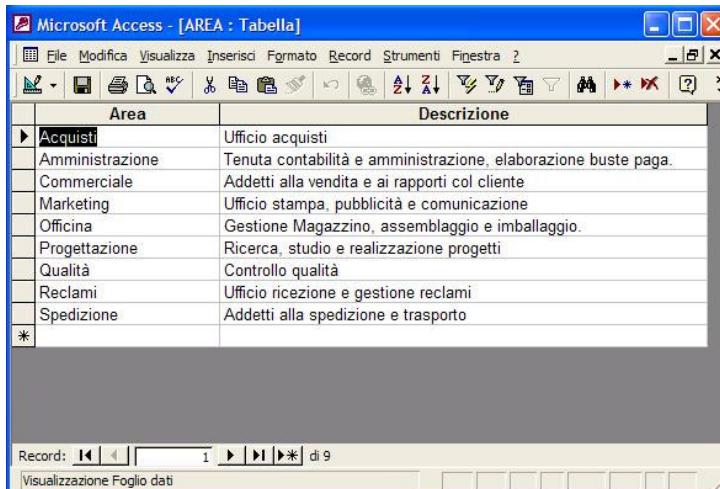 Microsoft Access - [AREA : Tabella]
File Modifica Visualizza Inserisci Formato Record Strumenti Finestra ?
Area Descrizione
Acquisti Ufficio acquisti
Amministrazione Tenuta contabilità e amministrazione, elaborazione buste paga.
Commerciale Addetti alla vendita e ai rapporti col cliente
Marketing Ufficio stampa, pubblicità e comunicazione
Officina Gestione Magazzino, assemblaggio e imballaggio.
Progettazione Ricerca, studio e realizzazione progetti
Qualità Controllo qualità
Reclami Ufficio ricezione e gestione reclami
Spedizione Addetti alla spedizione e trasporto
Record: 1 di 9
Visualizzazione Foglio dati